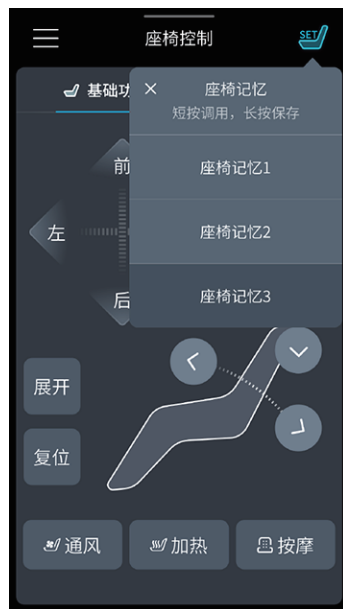 座椅控制
SET
基础功
座椅记忆
短按调用，长按保存
座椅记忆1
座椅记忆2
座椅记忆3
前
左
后
展开
复位
通风
加热
按摩